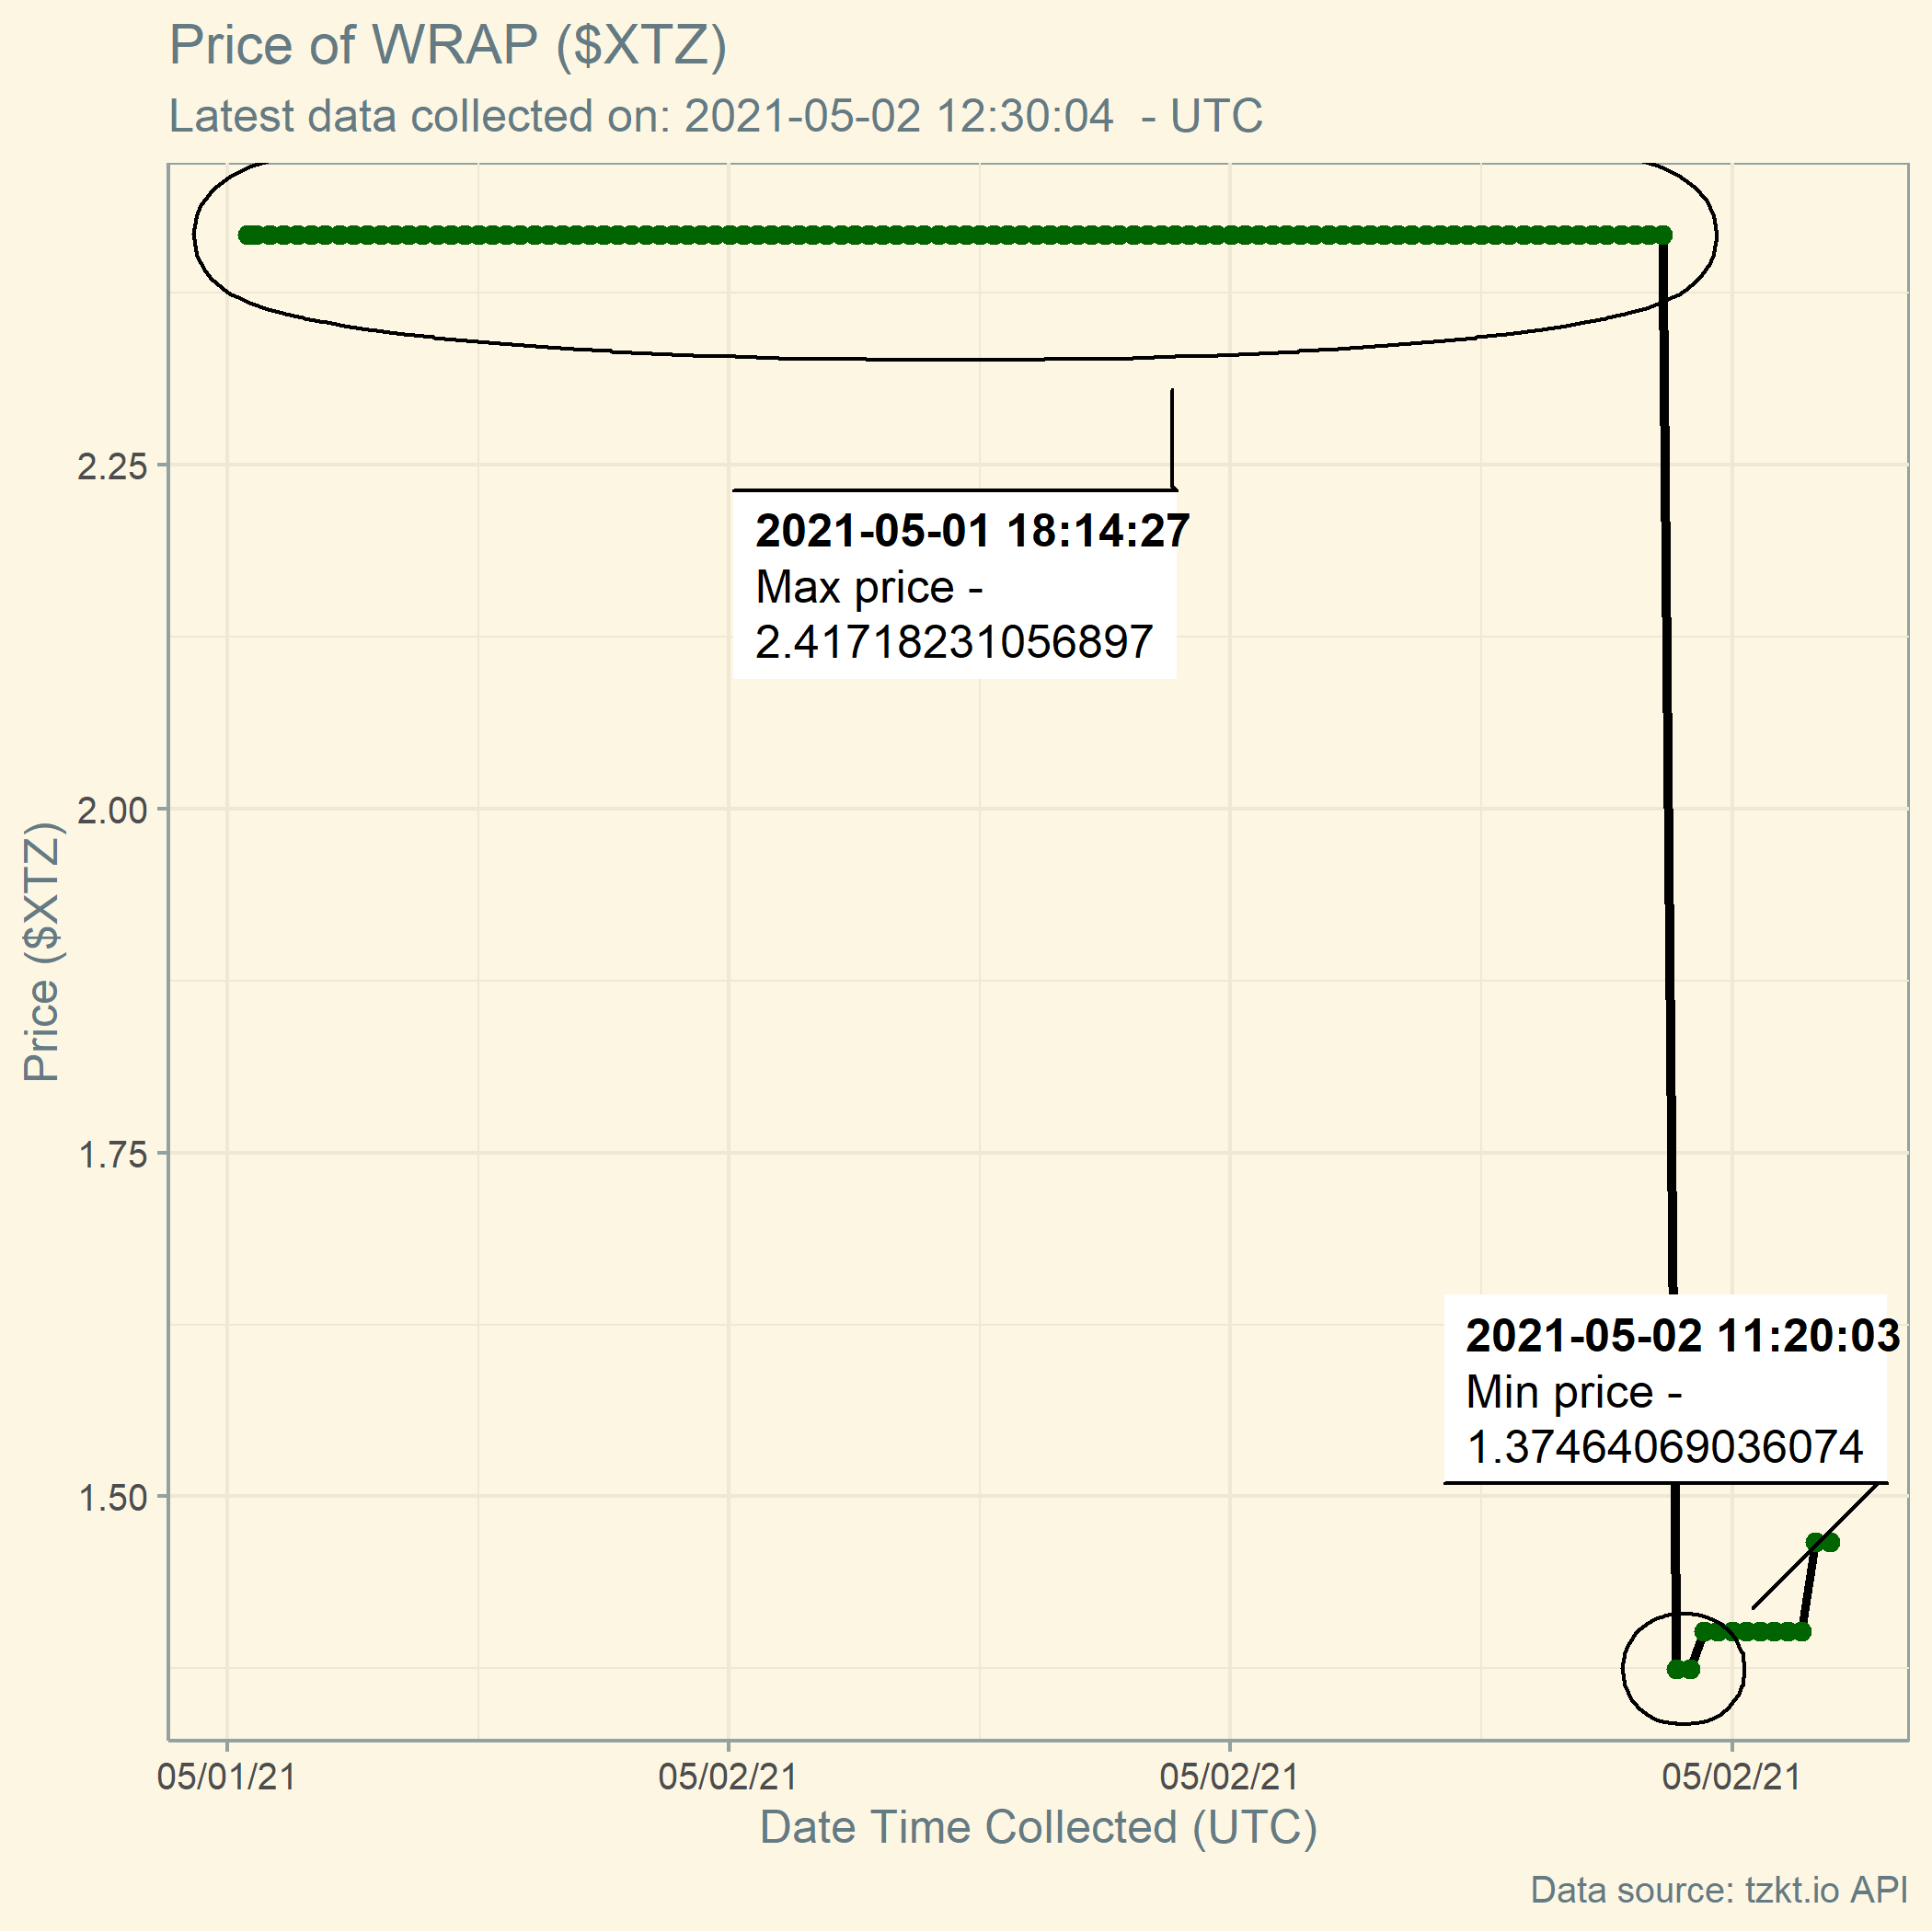 Price of WRAP ($XTZ)
Latest data collected on: 2021-05-02 12:30:04  - UTC
2.25
2021-05-01 18:14:27
Max price -
2.41718231056897
2.00
Price ($XTZ)
1.75
2021-05-02 11:20:03
Min price -
1.37464069036074
1.50
05/01/21 05/02/21 05/02/21 05/02/21
Date Time Collected (UTC)
Data source: tzkt.io API